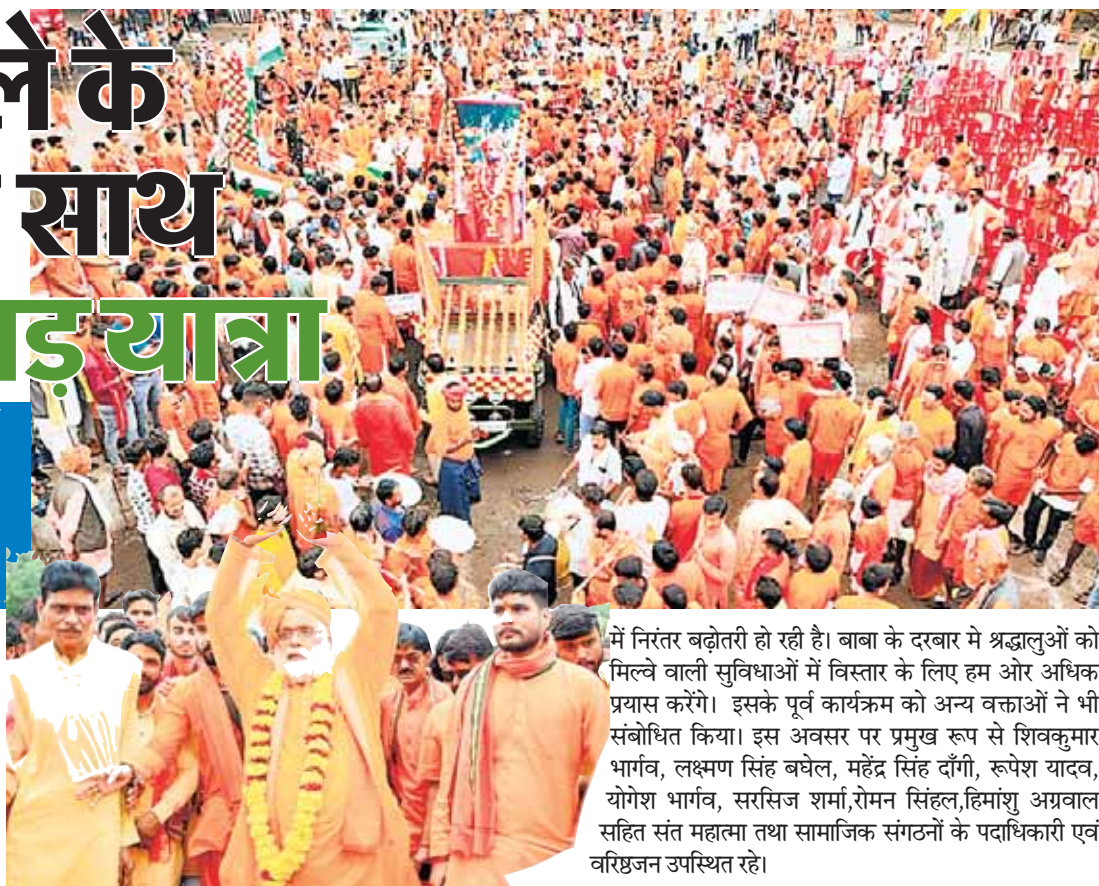 ले के
साथ
ड़ यात्रा
में निरंतर बढ़ोतरी हो रही है। बाबा के दरबार मे श्रद्धालुओं को
मिल्वे वाली सुविधाओं में विस्तार के लिए हम ओर अधिक
प्रयास करेंगे। इसके पूर्व कार्यक्रम को अन्य वक्ताओं ने भी
संबोधित किया। इस अवसर पर प्रमुख रूप से शिवकुमार
भार्गव, लक्ष्मण सिंह बघेल, महेंद्र सिंह दाँगी, रूपेश यादव,
योगेश भार्गव, सरसिज शर्मा,रोमन सिंहल,हिमांशु अग्रवाल
सहित संत महात्मा तथा सामाजिक संगठनों के पदाधिकारी एवं
वरिष्ठजन उपस्थित रहे।